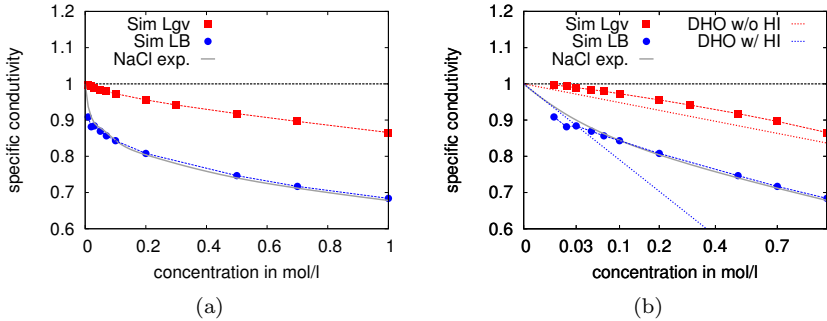 1.2
1.1
1
0.9
0.8
0.7
0.6
0
0.2
0.4
0.6
0.8
1
specific condutivity
concentration in mol/l
Sim Lgv
Sim LB
NaCl exp.
(a)
1.2
1.1
1
0.9
0.8
0.7
0.6
0
0.03
0.1
0.2
0.4
0.7
specific condutivity
concentration in mol/l
Sim Lgv
Sim LB
NaCl exp.
DHO w/o HI
DHO w/ HI
(b)